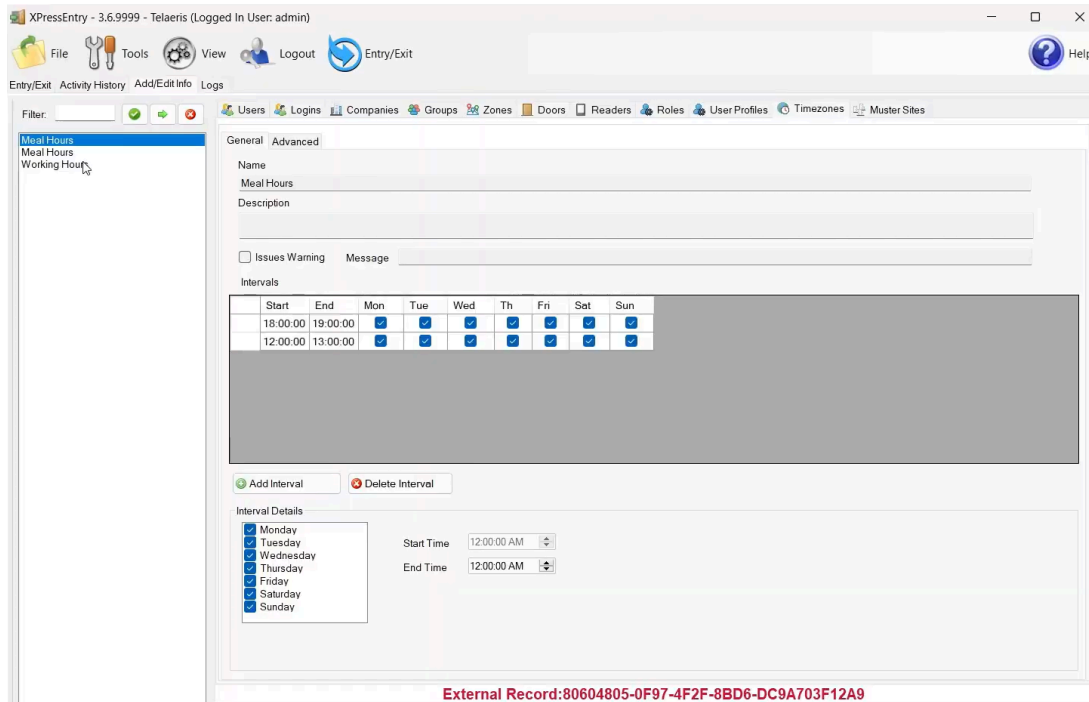 XPressEntry - 3.6.9999 - Telaeris (Logged In User: admin)
File Tools View Logout Entry/Exit Help
Entry/Exit Activity History Add/Edit Info Logs
Filter:
Users Logins Companies Groups Zones Doors Readers Roles User Profiles Timezones Muster Sites
Meal Hours
Meal Hours
Working Hours
General Advanced
Name
Meal Hours
Description
Issues Warning Message
Intervals
Start End Mon Tue Wed Th Fri Sat Sun
18:00:00 19:00:00
12:00:00 13:00:00
Add Interval Delete Interval
Interval Details
Monday
Tuesday
Wednesday
Thursday
Friday
Saturday
Sunday
Start Time 12:00:00 AM
End Time 12:00:00 AM
External Record:80604805-0F97-4F2F-8BD6-DC9A703F12A9